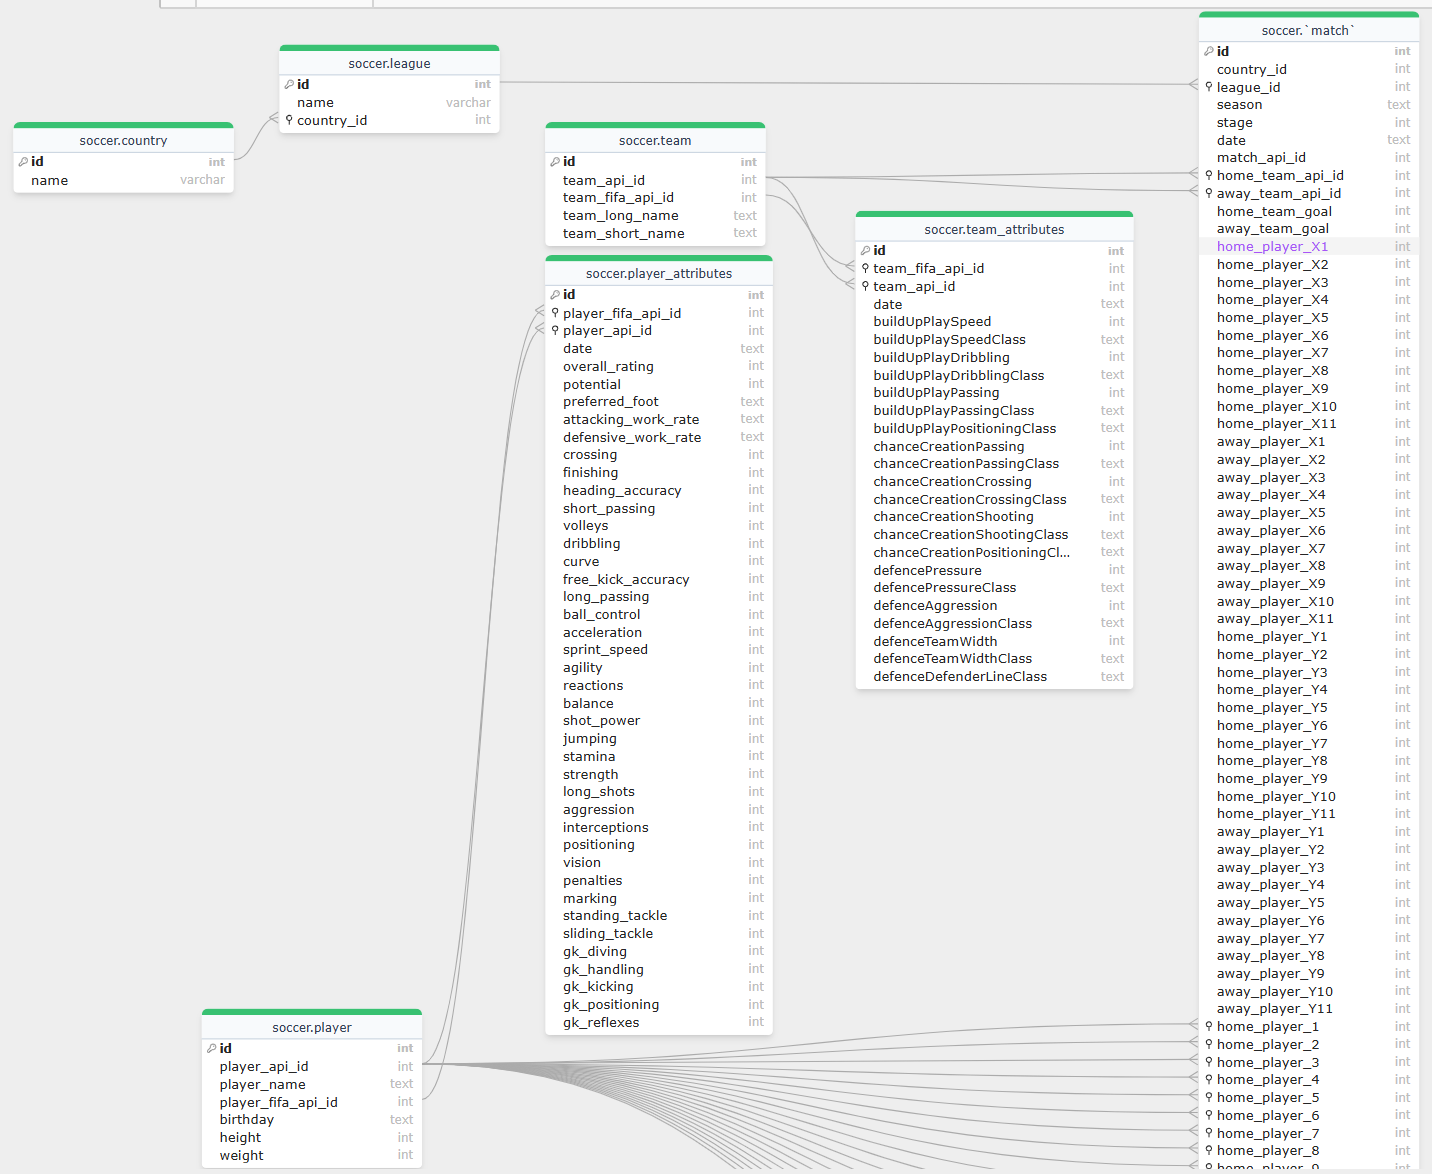 soccer.country
id int
name varchar
soccer.league
id int
name varchar
country_id int
soccer.team
id int
team_api_id int
team_fifa_api_id int
team_long_name text
team_short_name text
soccer.player_attributes
id int
player_fifa_api_id int
player_api_id int
date text
overall_rating int
potential int
preferred_foot text
attacking_work_rate text
defensive_work_rate text
crossing int
finishing int
heading_accuracy int
short_passing int
volleys int
dribbling int
curve int
free_kick_accuracy int
long_passing int
ball_control int
acceleration int
sprint_speed int
agility int
reactions int
balance int
shot_power int
jumping int
stamina int
strength int
long_shots int
aggression int
interceptions int
positioning int
vision int
penalties int
marking int
standing_tackle int
sliding_tackle int
gk_diving int
gk_handling int
gk_kicking int
gk_positioning int
gk_reflexes int
soccer.player
id int
player_api_id int
player_name text
player_fifa_api_id int
birthday text
height int
weight int
soccer.team_attributes
id int
team_fifa_api_id int
team_api_id int
date text
buildUpPlaySpeed int
buildUpPlaySpeedClass text
buildUpPlayDribbling int
buildUpPlayDribblingClass text
buildUpPlayPassing int
buildUpPlayPassingClass text
buildUpPlayPositioningClass text
chanceCreationPassing int
chanceCreationPassingClass text
chanceCreationCrossing int
chanceCreationCrossingClass text
chanceCreationShooting int
chanceCreationShootingClass text
chanceCreationPositioningCl... text
defencePressure int
defencePressureClass text
defenceAggression int
defenceAggressionClass text
defenceTeamWidth int
defenceTeamWidthClass text
defenceDefenderLineClass text
soccer.`match`
id int
country_id int
league_id int
season text
stage int
date text
match_api_id int
home_team_api_id int
away_team_api_id int
home_team_goal int
away_team_goal int
home_player_X1 int
home_player_X2 int
home_player_X3 int
home_player_X4 int
home_player_X5 int
home_player_X6 int
home_player_X7 int
home_player_X8 int
home_player_X9 int
home_player_X10 int
home_player_X11 int
away_player_X1 int
away_player_X2 int
away_player_X3 int
away_player_X4 int
away_player_X5 int
away_player_X6 int
away_player_X7 int
away_player_X8 int
away_player_X9 int
away_player_X10 int
away_player_X11 int
home_player_Y1 int
home_player_Y2 int
home_player_Y3 int
home_player_Y4 int
home_player_Y5 int
home_player_Y6 int
home_player_Y7 int
home_player_Y8 int
home_player_Y9 int
home_player_Y10 int
home_player_Y11 int
away_player_Y1 int
away_player_Y2 int
away_player_Y3 int
away_player_Y4 int
away_player_Y5 int
away_player_Y6 int
away_player_Y7 int
away_player_Y8 int
away_player_Y9 int
away_player_Y10 int
away_player_Y11 int
home_player_1 int
home_player_2 int
home_player_3 int
home_player_4 int
home_player_5 int
home_player_6 int
home_player_7 int
home_player_8 int